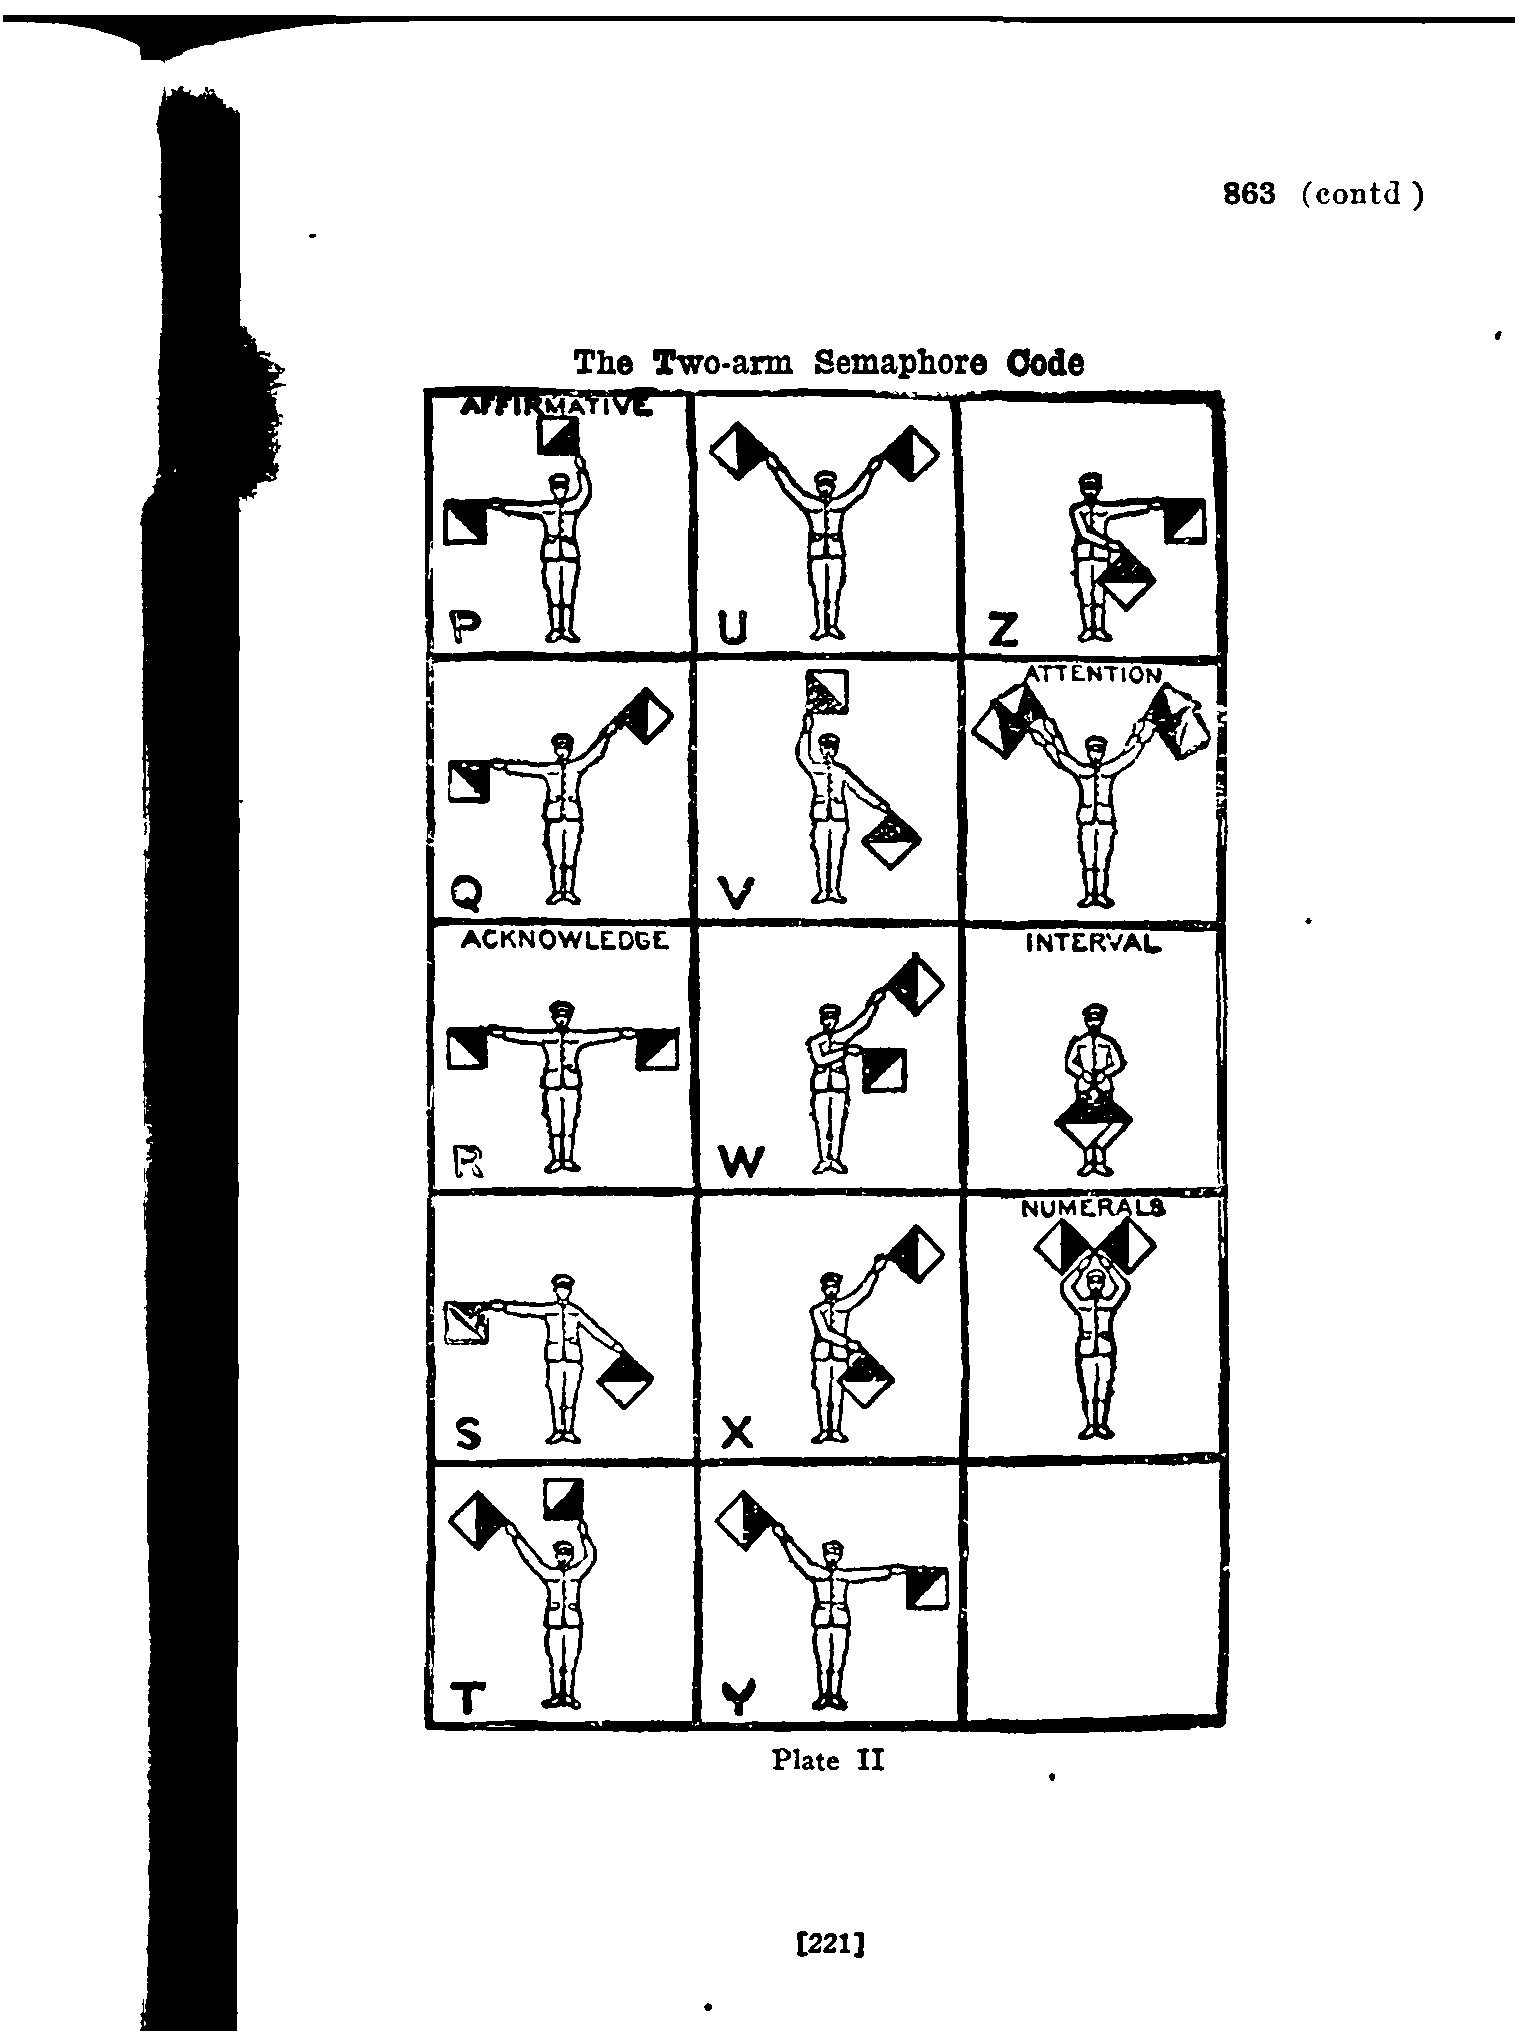 863 (contd )
The Two-arm Semaphore Code
AFFIRMATIVE
P
U
Z
ATTENTION
Q
V
ACKNOWLEDGE
INTERVAL
R
W
NUMERALS
S
X
T
Y
Plate II
[221]